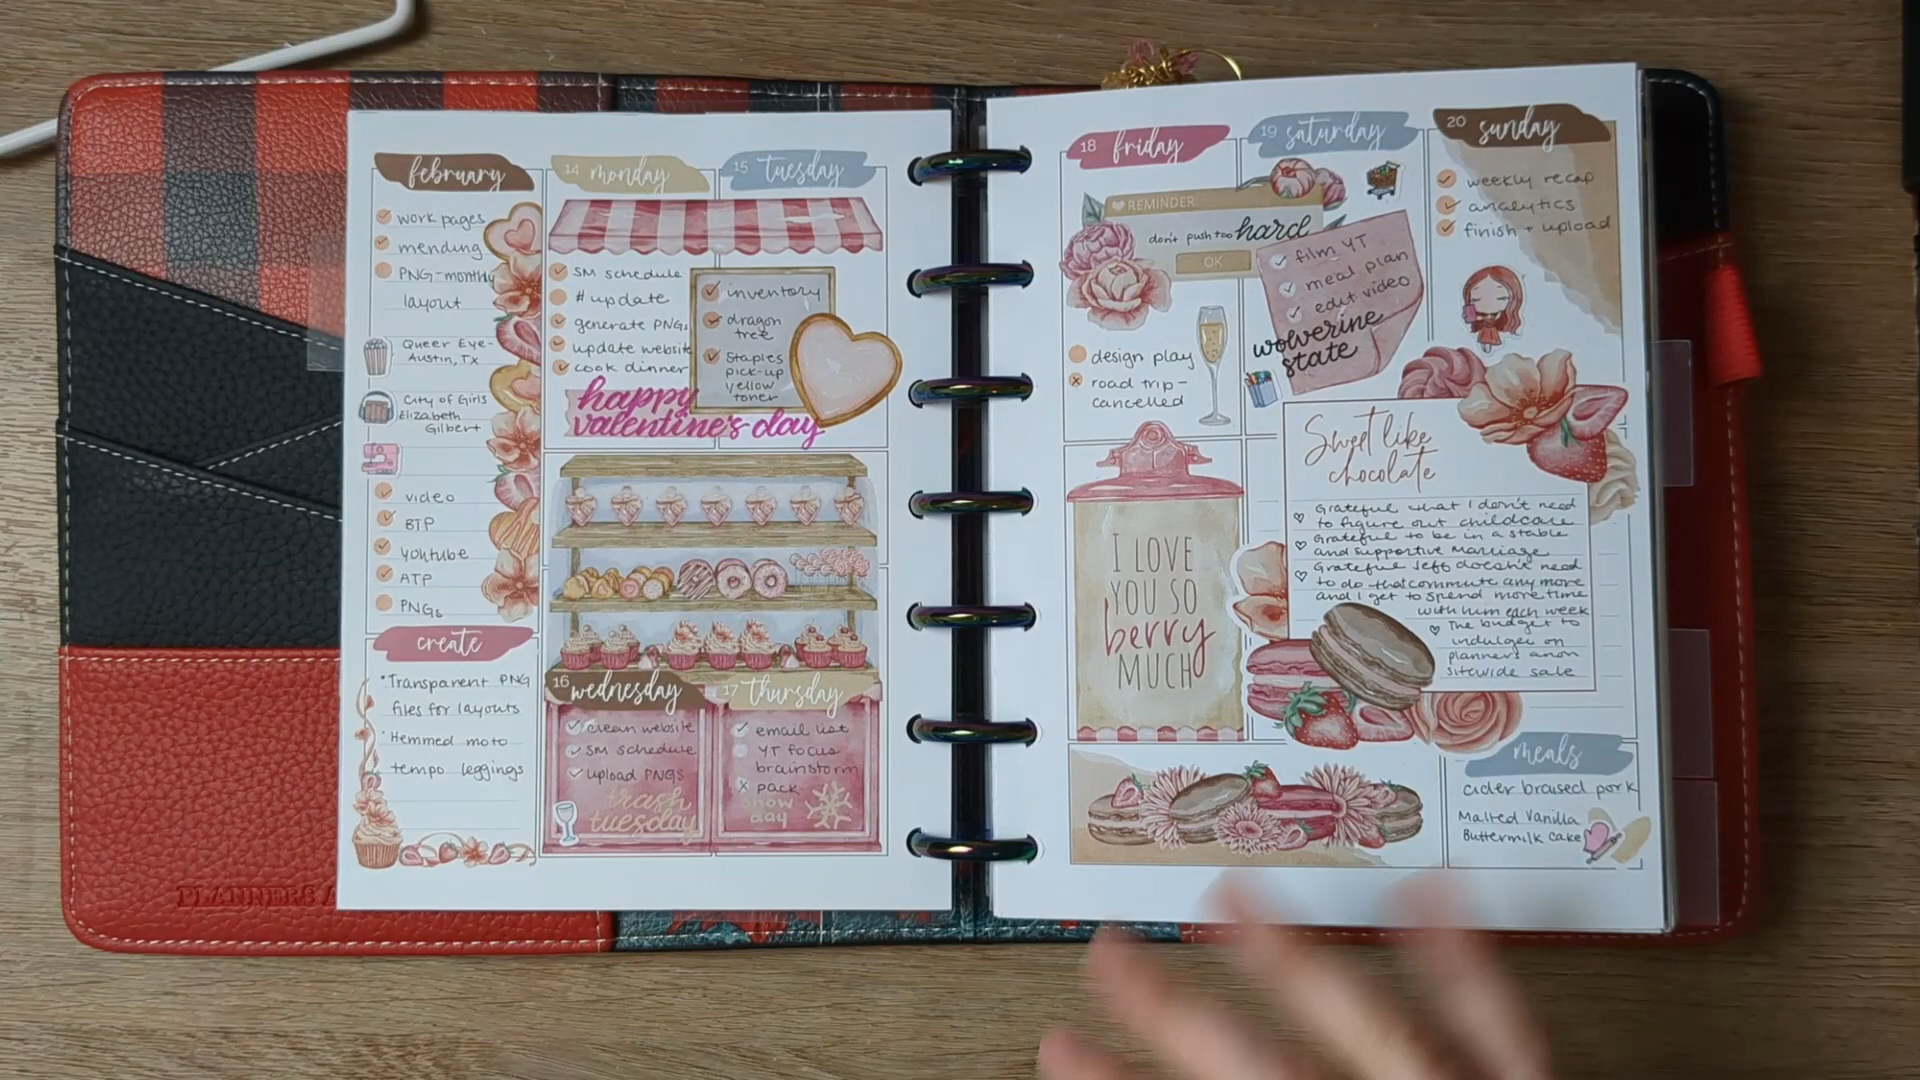 february
work pages
mending
PNG-monthly
layout
Queer Eye-
Austin, Tx
City of Girls
Elizabeth
Gilbert
video
BTP
Youtube
ATP
PNGs
create
Transparent PNG
files for layouts
Hemmed moto
tempo leggings
PLANNERS A
14 monday
SM schedule
# update
generate PNGs
update website
cook dinner
happy
valentine's day
15 tuesday
inventory
dragon
tree
Staples
pick-up
yellow
toner
16 wednesday
clean website
SM schedule
upload PNGs
trash
tuesday
17 thursday
email list
YT focus
brainstorm
pack
snow
day
18 friday
REMINDER
don't push too hard
OK
design play
road trip-
cancelled
I LOVE
YOU SO
berry
MUCH
19 saturday
film YT
meal plan
edit video
wolverine
state
20 sunday
weekly recap
analytics
finish + upload
Sweet like
chocolate
Grateful that I don't need
to figure out childcare
Grateful to be in a stable
and supportive marriage
Grateful Jeff doesn't need
to do that commute any more
and I get to spend more time
with him each week
The budget to
indulge on
planners anon
sitewide sale
meals
cider braised pork
Malted Vanilla
Buttermilk Cake